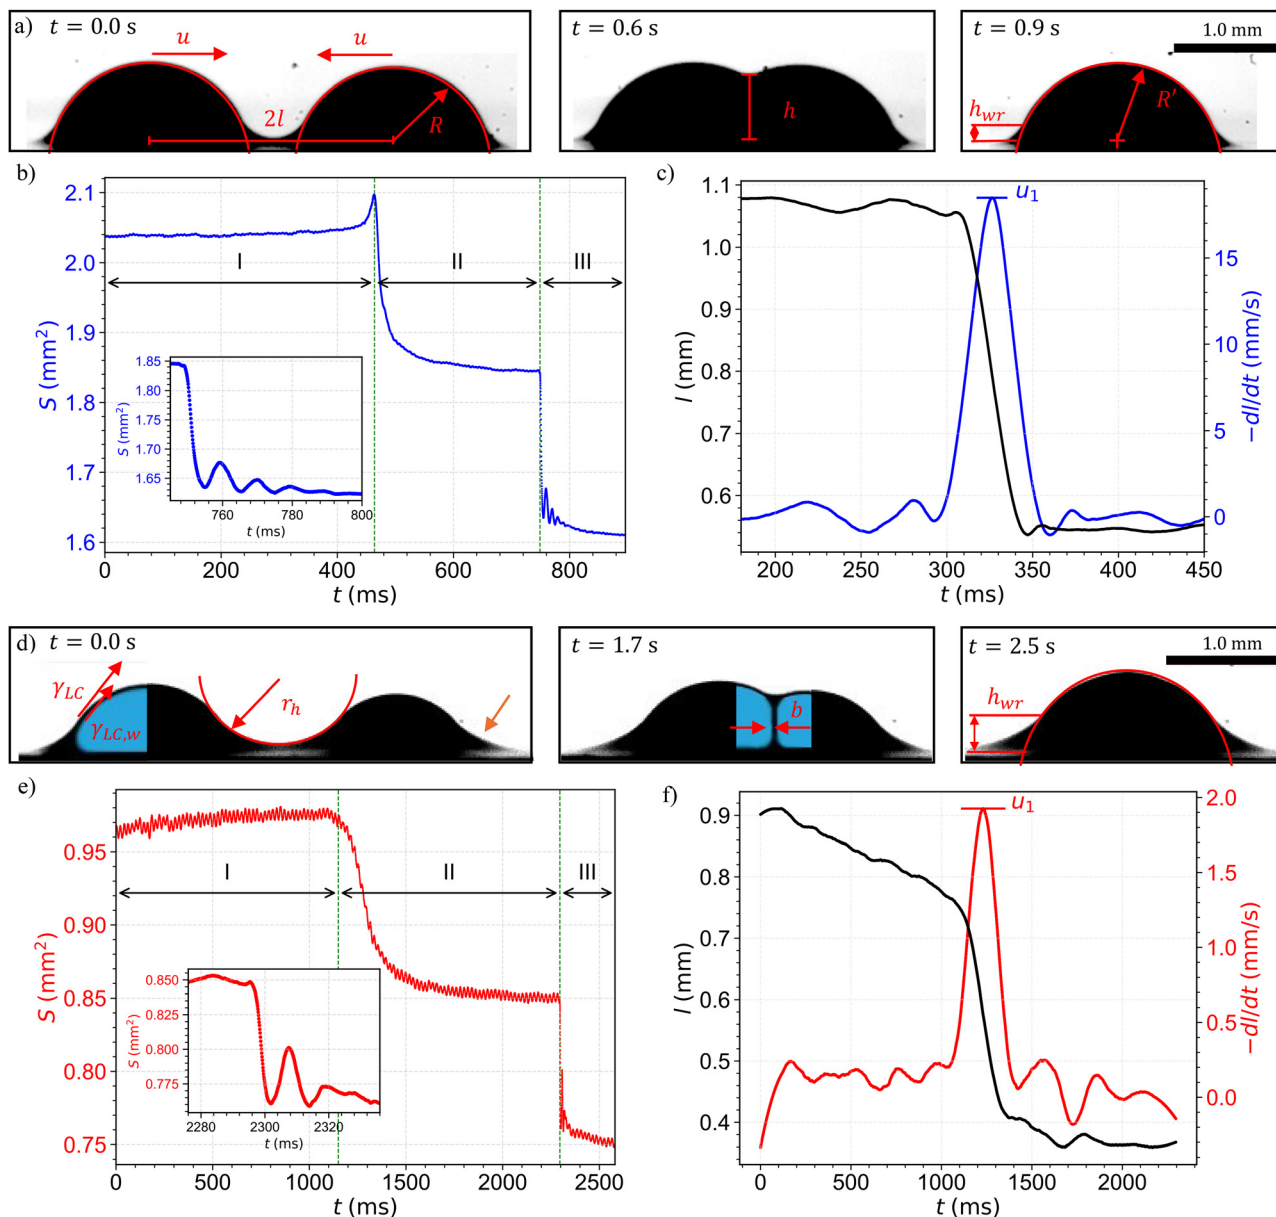 a) t = 0.0 s
u
u
2l
R
t = 0.6 s
h
t = 0.9 s
1.0 mm
h_wr
R′
b)
2.1
2.0
1.9
1.8
1.7
1.6
S (mm²)
I
II
III
1.85
1.80
1.75
1.70
1.65
S (mm²)
760
780
800
t (ms)
0
200
400
600
800
t (ms)
c)
u₁
1.1
1.0
0.9
0.8
0.7
0.6
l (mm)
15
10
5
0
−dl/dt (mm/s)
200
250
300
350
400
450
t (ms)
d) t = 0.0 s
γ_LC
γ_LC,w
r_h
t = 1.7 s
b
t = 2.5 s
1.0 mm
h_wr
e)
0.95
0.90
0.85
0.80
0.75
S (mm²)
I
II
III
0.850
0.825
0.800
0.775
S (mm²)
2280
2300
2320
t (ms)
0
500
1000
1500
2000
2500
t (ms)
f)
u₁
0.9
0.8
0.7
0.6
0.5
0.4
l (mm)
2.0
1.5
1.0
0.5
0.0
−dl/dt (mm/s)
0
500
1000
1500
2000
t (ms)